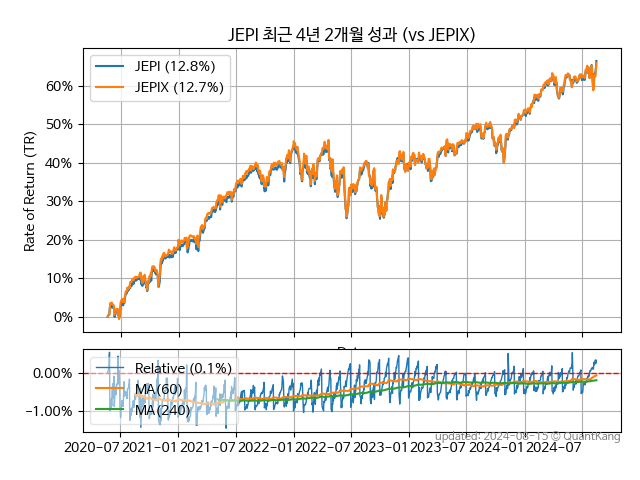 JEPI 최근 4년 2개월 성과 (vs JEPIX)
JEPI (12.8%)
JEPIX (12.7%)
Rate of Return (TR)
60%
50%
40%
30%
20%
10%
0%
Relative (0.1%)
MA(60)
MA(240)
0.00%
−1.00%
updated: 2024-08-15 © QuantKang
2020-07 2021-01 2021-07 2022-01 2022-07 2023-01 2023-07 2024-01 2024-07